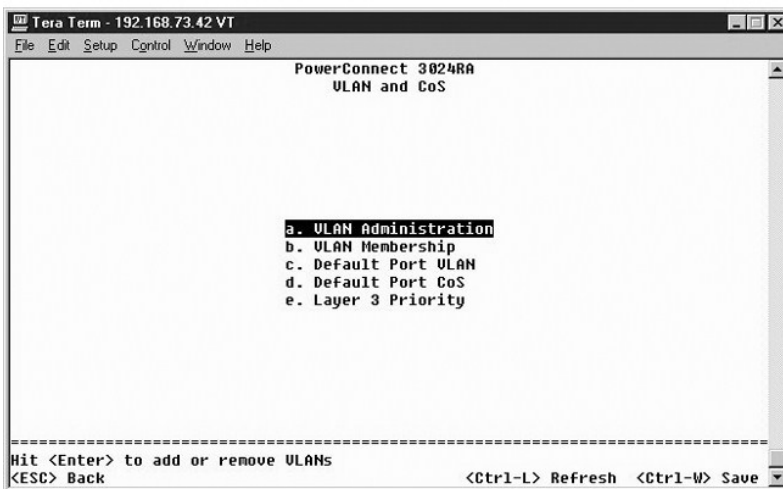 Tera Term - 192.168.73.42 VT
File Edit Setup Control Window Help
PowerConnect 3024RA
VLAN and CoS
a. VLAN Administration
b. VLAN Membership
c. Default Port VLAN
d. Default Port CoS
e. Layer 3 Priority
================================================================================
Hit <Enter> to add or remove VLANs
<ESC> Back <Ctrl-L> Refresh <Ctrl-W> Save